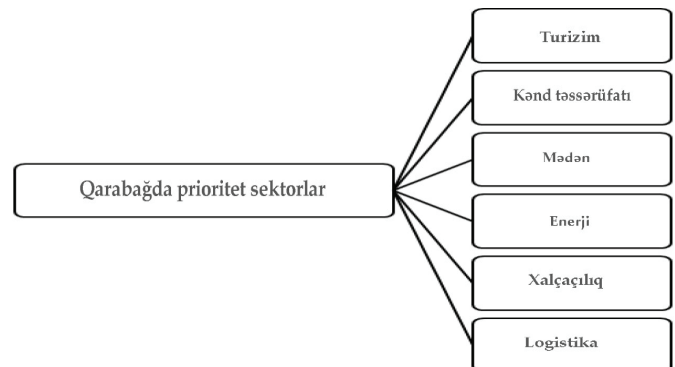 Turizim
Kənd təssərüfatı
Mədən
Qarabağda prioritet sektorlar
Enerji
Xalçaçılıq
Logistika